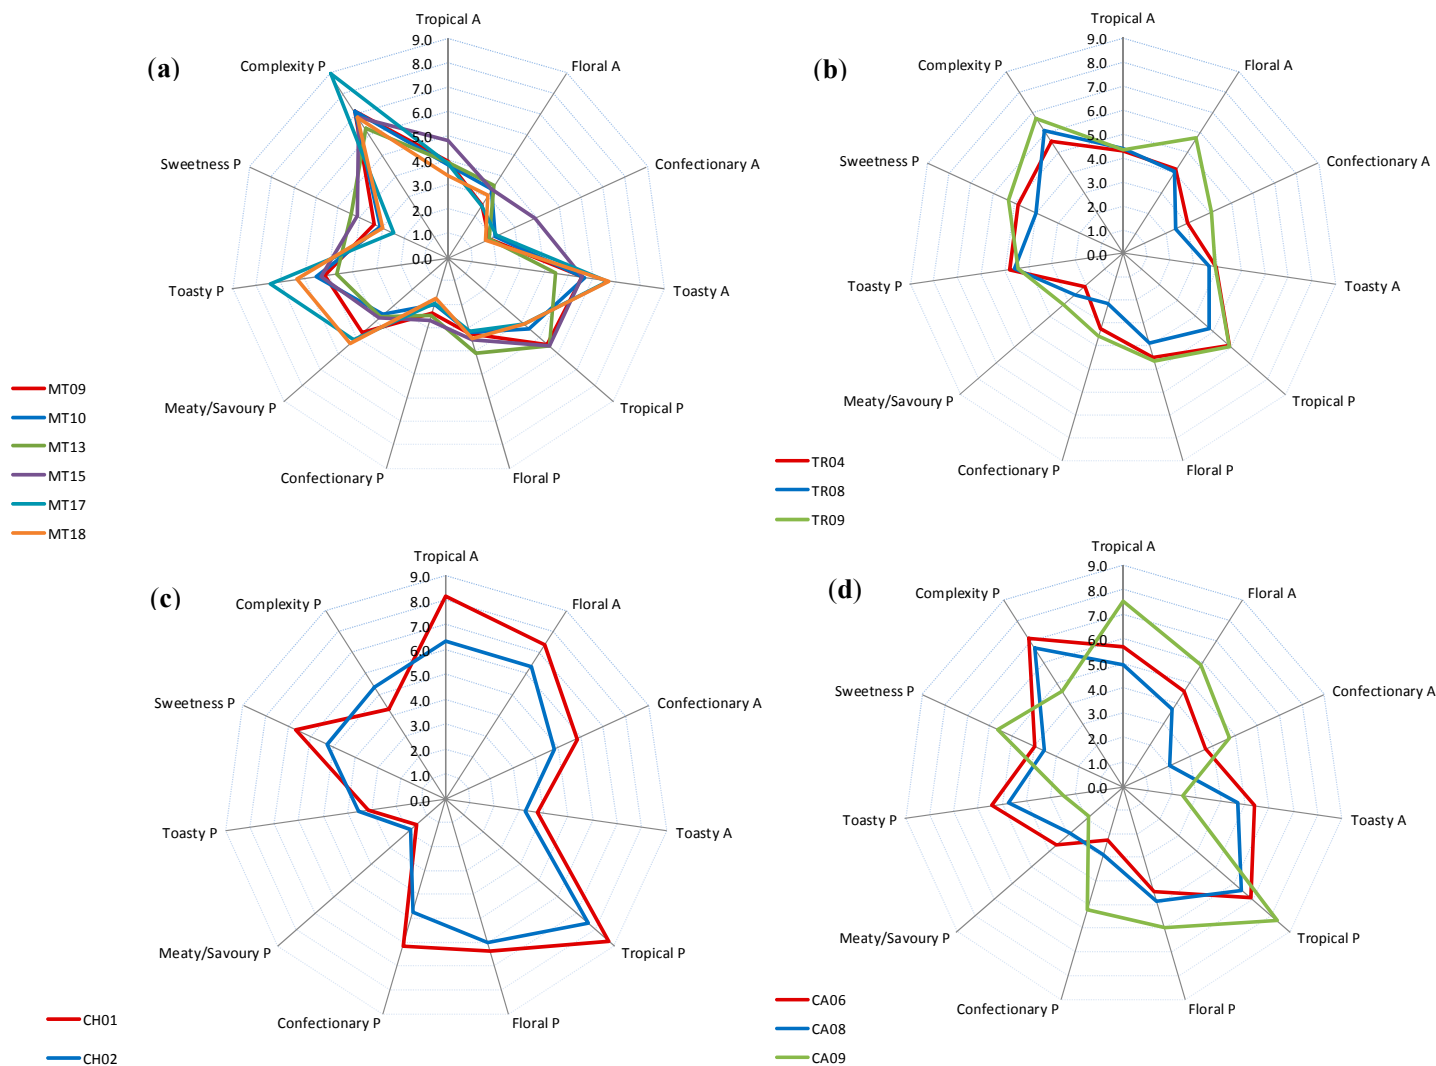 (a)
Tropical A
Floral A
Confectionary A
Toasty A
Tropical P
Floral P
Confectionary P
Meaty/Savoury P
Toasty P
Sweetness P
Complexity P
9.0
8.0
7.0
6.0
5.0
4.0
3.0
2.0
1.0
0.0
MT09
MT10
MT13
MT15
MT17
MT18
(b)
Tropical A
Floral A
Confectionary A
Toasty A
Tropical P
Floral P
Confectionary P
Meaty/Savoury P
Toasty P
Sweetness P
Complexity P
9.0
8.0
7.0
6.0
5.0
4.0
3.0
2.0
1.0
0.0
TR04
TR08
TR09
(c)
Tropical A
Floral A
Confectionary A
Toasty A
Tropical P
Floral P
Confectionary P
Meaty/Savoury P
Toasty P
Sweetness P
Complexity P
9.0
8.0
7.0
6.0
5.0
4.0
3.0
2.0
1.0
0.0
CH01
CH02
(d)
Tropical A
Floral A
Confectionary A
Toasty A
Tropical P
Floral P
Confectionary P
Meaty/Savoury P
Toasty P
Sweetness P
Complexity P
9.0
8.0
7.0
6.0
5.0
4.0
3.0
2.0
1.0
0.0
CA06
CA08
CA09